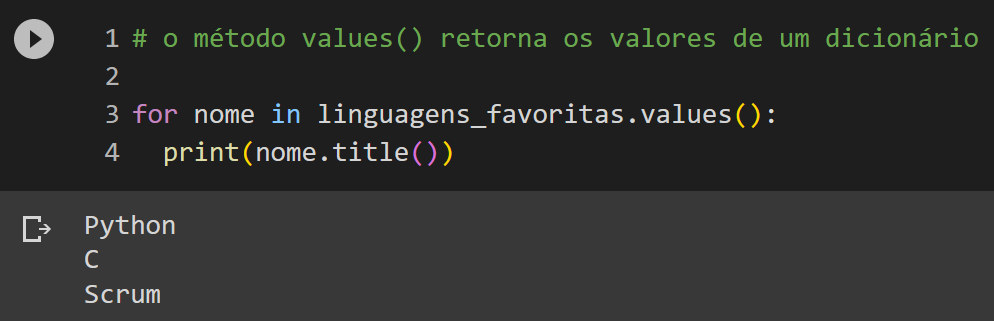 1 # o método values() retorna os valores de um dicionário
2
3 for nome in linguagens_favoritas.values():
4   print(nome.title())
Python
C
Scrum